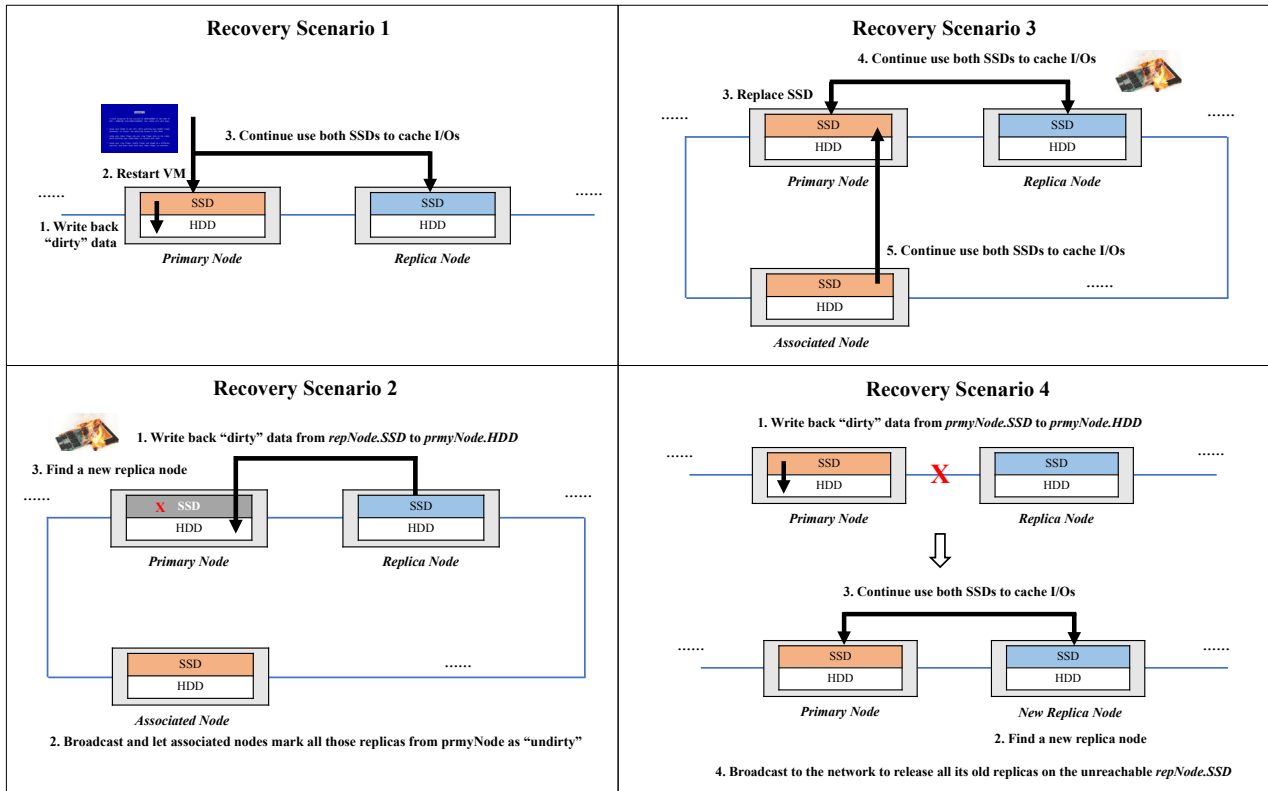 Recovery Scenario 1
3. Continue use both SSDs to cache I/Os
2. Restart VM
......
......
SSD
HDD
SSD
HDD
1. Write back
“dirty” data
Primary Node
Replica Node
Recovery Scenario 3
4. Continue use both SSDs to cache I/Os
3. Replace SSD
......
......
SSD
HDD
SSD
HDD
Primary Node
Replica Node
5. Continue use both SSDs to cache I/Os
SSD
HDD
......
Associated Node
Recovery Scenario 2
1. Write back “dirty” data from repNode.SSD to prmyNode.HDD
3. Find a new replica node
......
......
X SSD
HDD
SSD
HDD
Primary Node
Replica Node
SSD
HDD
......
Associated Node
2. Broadcast and let associated nodes mark all those replicas from prmyNode as “undirty”
Recovery Scenario 4
1. Write back “dirty” data from prmyNode.SSD to prmyNode.HDD
......
......
SSD
HDD
X
SSD
HDD
Primary Node
Replica Node
3. Continue use both SSDs to cache I/Os
......
......
SSD
HDD
SSD
HDD
Primary Node
New Replica Node
2. Find a new replica node
4. Broadcast to the network to release all its old replicas on the unreachable repNode.SSD